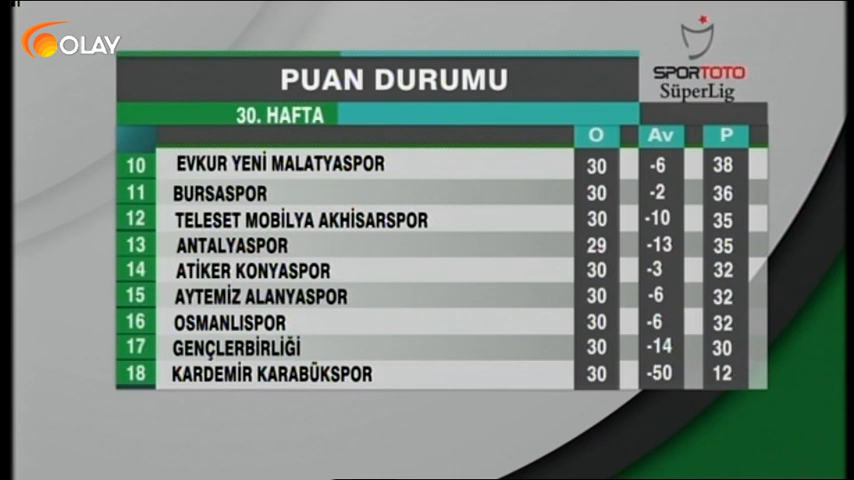 OLAY
SPORTOTO
SüperLig
PUAN DURUMU
30. HAFTA
O Av P
10 EVKUR YENİ MALATYASPOR 30 -6 38
11 BURSASPOR 30 -2 36
12 TELESET MOBİLYA AKHİSARSPOR 30 -10 35
13 ANTALYASPOR 29 -13 35
14 ATİKER KONYASPOR 30 -3 32
15 AYTEMİZ ALANYASPOR 30 -6 32
16 OSMANLISPOR 30 -6 32
17 GENÇLERBİRLİĞİ 30 -14 30
18 KARDEMİR KARABÜKSPOR 30 -50 12